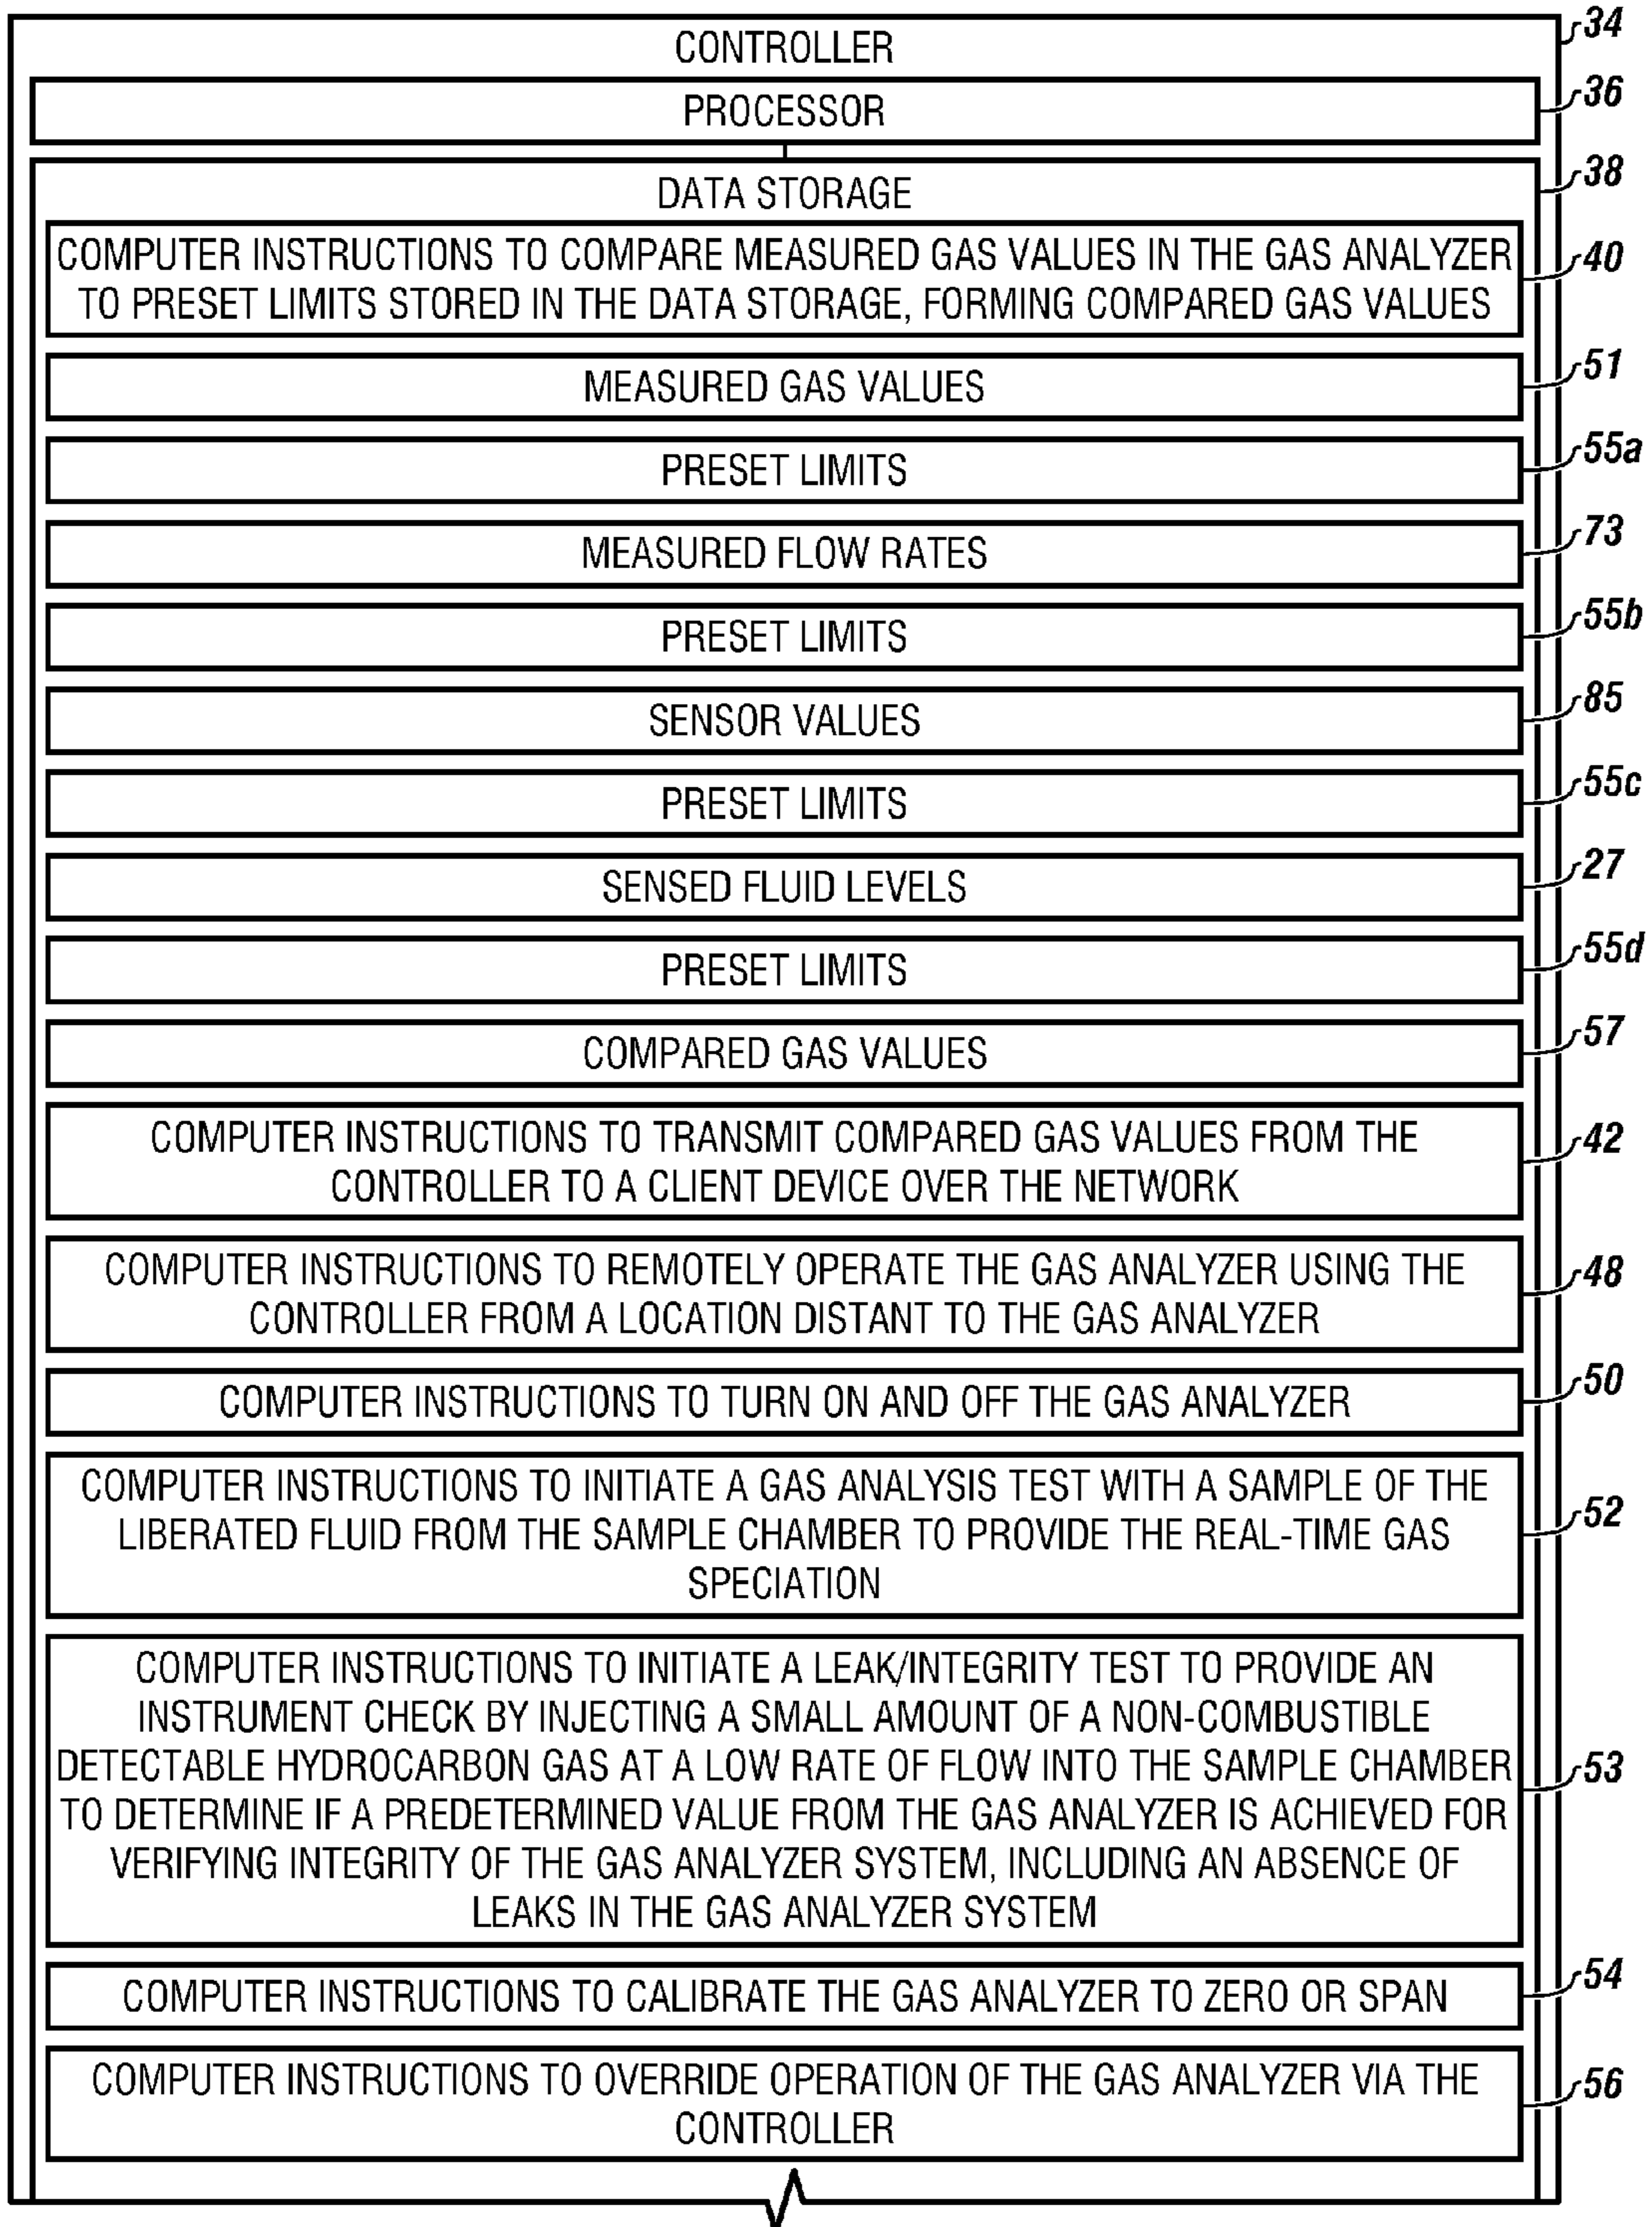 CONTROLLER
34
PROCESSOR
36
DATA STORAGE
38
COMPUTER INSTRUCTIONS TO COMPARE MEASURED GAS VALUES IN THE GAS ANALYZER
TO PRESET LIMITS STORED IN THE DATA STORAGE, FORMING COMPARED GAS VALUES
40
MEASURED GAS VALUES
51
PRESET LIMITS
55a
MEASURED FLOW RATES
73
PRESET LIMITS
55b
SENSOR VALUES
85
PRESET LIMITS
55c
SENSED FLUID LEVELS
27
PRESET LIMITS
55d
COMPARED GAS VALUES
57
COMPUTER INSTRUCTIONS TO TRANSMIT COMPARED GAS VALUES FROM THE
CONTROLLER TO A CLIENT DEVICE OVER THE NETWORK
42
COMPUTER INSTRUCTIONS TO REMOTELY OPERATE THE GAS ANALYZER USING THE
CONTROLLER FROM A LOCATION DISTANT TO THE GAS ANALYZER
48
COMPUTER INSTRUCTIONS TO TURN ON AND OFF THE GAS ANALYZER
50
COMPUTER INSTRUCTIONS TO INITIATE A GAS ANALYSIS TEST WITH A SAMPLE OF THE
LIBERATED FLUID FROM THE SAMPLE CHAMBER TO PROVIDE THE REAL-TIME GAS
SPECIATION
52
COMPUTER INSTRUCTIONS TO INITIATE A LEAK/INTEGRITY TEST TO PROVIDE AN
INSTRUMENT CHECK BY INJECTING A SMALL AMOUNT OF A NON-COMBUSTIBLE
DETECTABLE HYDROCARBON GAS AT A LOW RATE OF FLOW INTO THE SAMPLE CHAMBER
TO DETERMINE IF A PREDETERMINED VALUE FROM THE GAS ANALYZER IS ACHIEVED FOR
VERIFYING INTEGRITY OF THE GAS ANALYZER SYSTEM, INCLUDING AN ABSENCE OF
LEAKS IN THE GAS ANALYZER SYSTEM
53
COMPUTER INSTRUCTIONS TO CALIBRATE THE GAS ANALYZER TO ZERO OR SPAN
54
COMPUTER INSTRUCTIONS TO OVERRIDE OPERATION OF THE GAS ANALYZER VIA THE
CONTROLLER
56